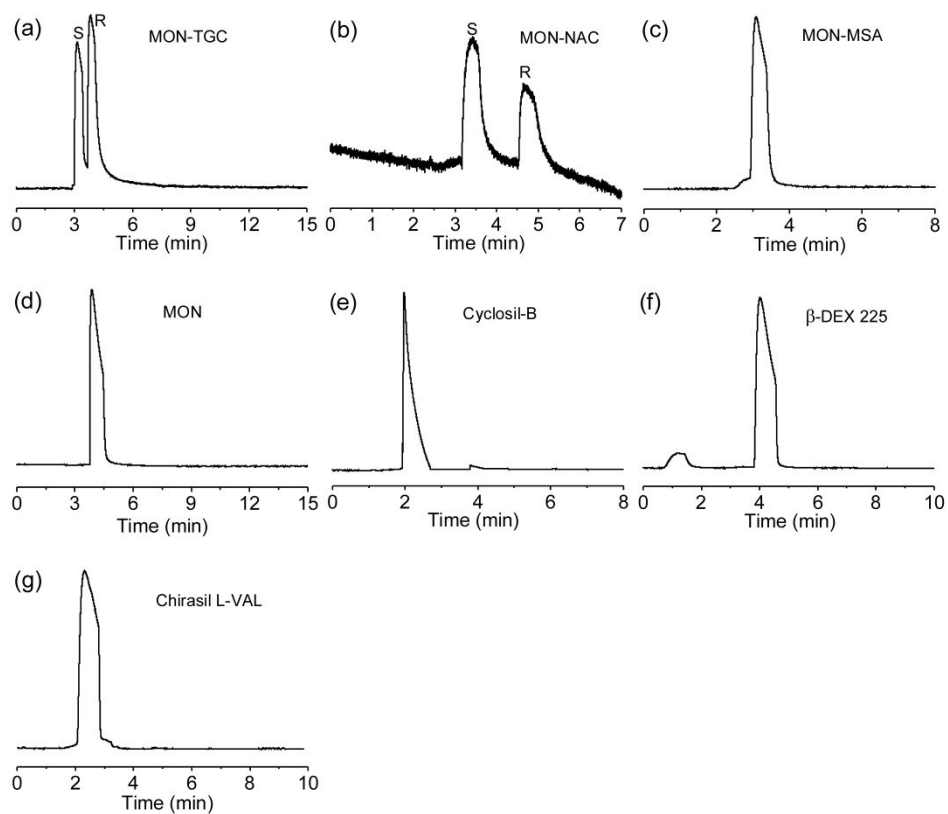 (a)
S R
MON-TGC
0 3 6 9 12 15
Time (min)
(b)
S
R
MON-NAC
0 1 2 3 4 5 6 7
Time (min)
(c)
MON-MSA
0 2 4 6 8
Time (min)
(d)
MON
0 3 6 9 12 15
Time (min)
(e)
Cyclosil-B
0 2 4 6 8
Time (min)
(f)
β-DEX 225
0 2 4 6 8 10
Time (min)
(g)
Chirasil L-VAL
0 2 4 6 8 10
Time (min)